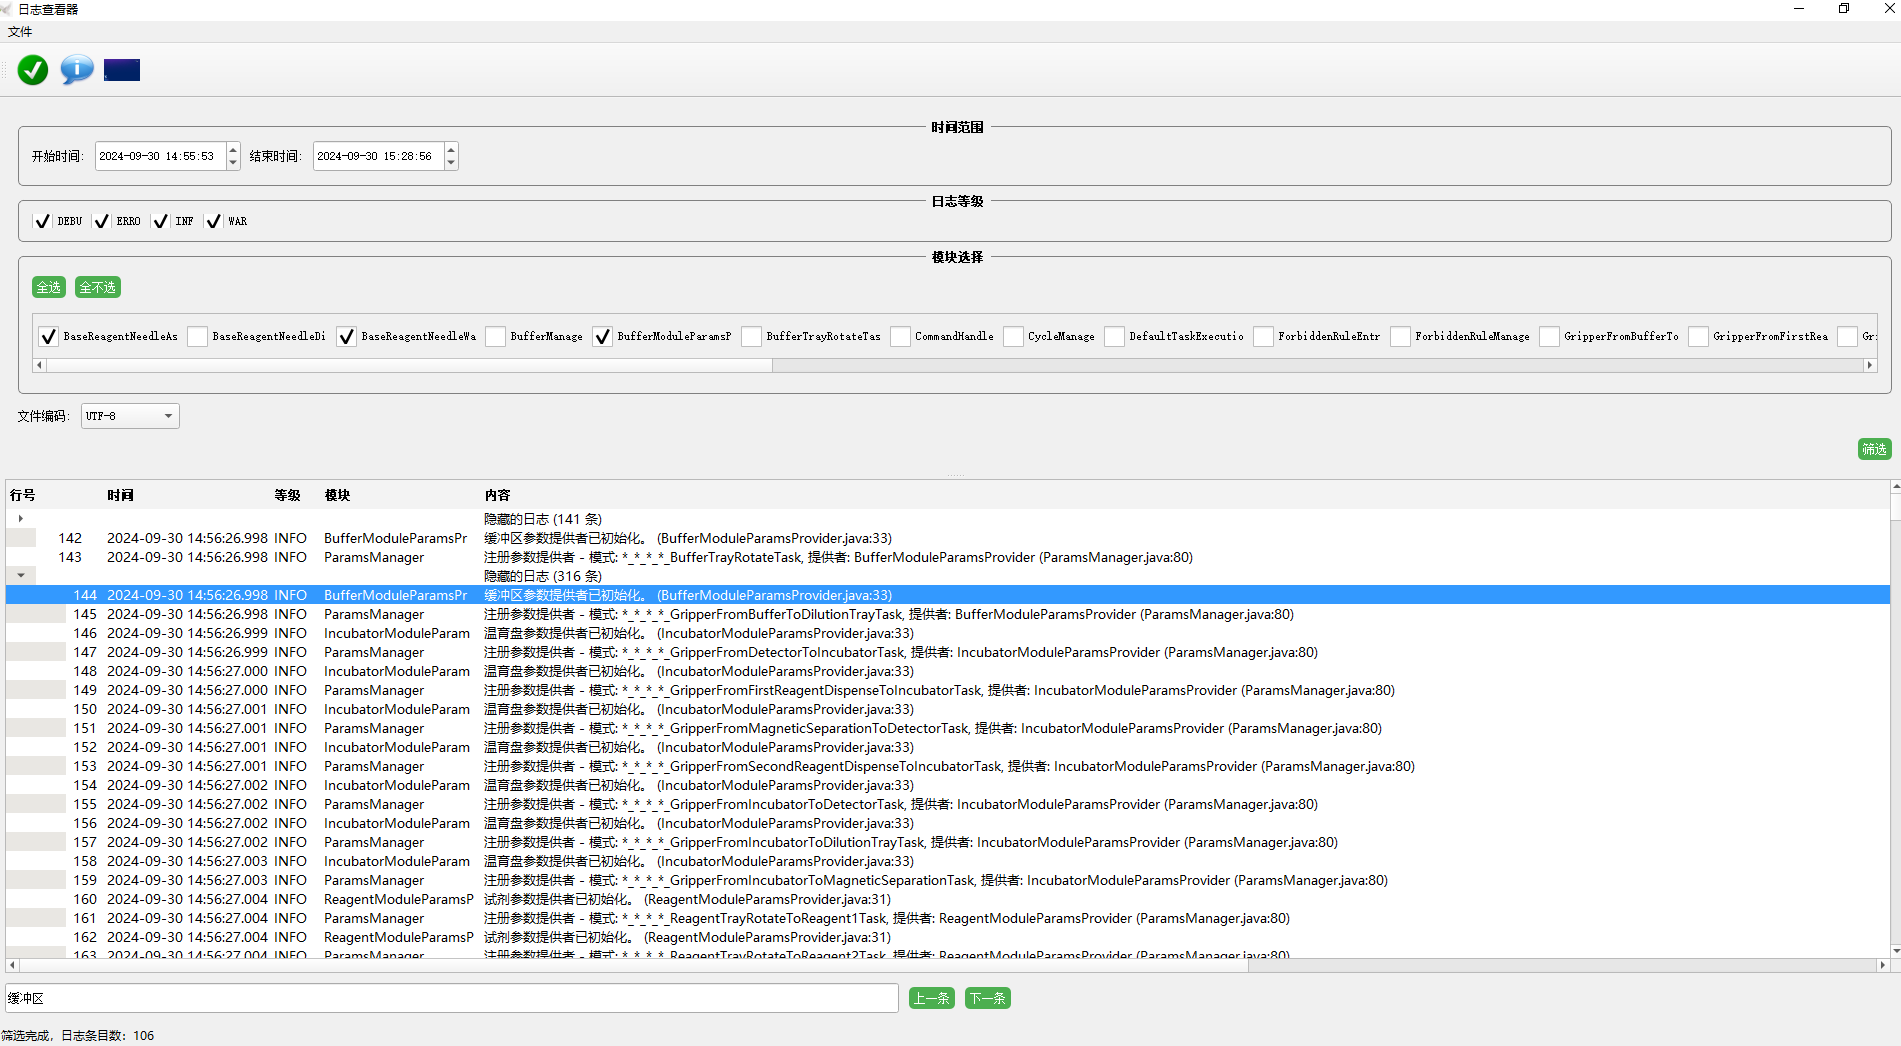 日志查看器
文件
时间范围
开始时间: 2024-09-30 14:55:53 结束时间: 2024-09-30 15:28:56
日志等级
DEBU ERRO INF WAR
模块选择
全选 全不选
BaseReagentNeedleAs BaseReagentNeedleDi BaseReagentNeedleWa BufferManage BufferModuleParamsP BufferTrayRotateTas CommandHandle CycleManage DefaultTaskExecutio ForbiddenRuleEntr ForbiddenRuleManage GripperFromBufferTo GripperFromFirstRea Gr
文件编码: UTF-8
筛选
行号 时间 等级 模块 内容
隐藏的日志 (141 条)
142 2024-09-30 14:56:26.998 INFO BufferModuleParamsPr 缓冲区参数提供者已初始化。 (BufferModuleParamsProvider.java:33)
143 2024-09-30 14:56:26.998 INFO ParamsManager 注册参数提供者 - 模式: *_*_*_*_BufferTrayRotateTask, 提供者: BufferModuleParamsProvider (ParamsManager.java:80)
隐藏的日志 (316 条)
144 2024-09-30 14:56:26.998 INFO BufferModuleParamsPr 缓冲区参数提供者已初始化。 (BufferModuleParamsProvider.java:33)
145 2024-09-30 14:56:26.998 INFO ParamsManager 注册参数提供者 - 模式: *_*_*_*_GripperFromBufferToDilutionTrayTask, 提供者: BufferModuleParamsProvider (ParamsManager.java:80)
146 2024-09-30 14:56:26.999 INFO IncubatorModuleParam 温育盘参数提供者已初始化。 (IncubatorModuleParamsProvider.java:33)
147 2024-09-30 14:56:26.999 INFO ParamsManager 注册参数提供者 - 模式: *_*_*_*_GripperFromDetectorToIncubatorTask, 提供者: IncubatorModuleParamsProvider (ParamsManager.java:80)
148 2024-09-30 14:56:27.000 INFO IncubatorModuleParam 温育盘参数提供者已初始化。 (IncubatorModuleParamsProvider.java:33)
149 2024-09-30 14:56:27.000 INFO ParamsManager 注册参数提供者 - 模式: *_*_*_*_GripperFromFirstReagentDispenseToIncubatorTask, 提供者: IncubatorModuleParamsProvider (ParamsManager.java:80)
150 2024-09-30 14:56:27.001 INFO IncubatorModuleParam 温育盘参数提供者已初始化。 (IncubatorModuleParamsProvider.java:33)
151 2024-09-30 14:56:27.001 INFO ParamsManager 注册参数提供者 - 模式: *_*_*_*_GripperFromMagneticSeparationToDetectorTask, 提供者: IncubatorModuleParamsProvider (ParamsManager.java:80)
152 2024-09-30 14:56:27.001 INFO IncubatorModuleParam 温育盘参数提供者已初始化。 (IncubatorModuleParamsProvider.java:33)
153 2024-09-30 14:56:27.001 INFO ParamsManager 注册参数提供者 - 模式: *_*_*_*_GripperFromSecondReagentDispenseToIncubatorTask, 提供者: IncubatorModuleParamsProvider (ParamsManager.java:80)
154 2024-09-30 14:56:27.002 INFO IncubatorModuleParam 温育盘参数提供者已初始化。 (IncubatorModuleParamsProvider.java:33)
155 2024-09-30 14:56:27.002 INFO ParamsManager 注册参数提供者 - 模式: *_*_*_*_GripperFromIncubatorToDetectorTask, 提供者: IncubatorModuleParamsProvider (ParamsManager.java:80)
156 2024-09-30 14:56:27.002 INFO IncubatorModuleParam 温育盘参数提供者已初始化。 (IncubatorModuleParamsProvider.java:33)
157 2024-09-30 14:56:27.002 INFO ParamsManager 注册参数提供者 - 模式: *_*_*_*_GripperFromIncubatorToDilutionTrayTask, 提供者: IncubatorModuleParamsProvider (ParamsManager.java:80)
158 2024-09-30 14:56:27.003 INFO IncubatorModuleParam 温育盘参数提供者已初始化。 (IncubatorModuleParamsProvider.java:33)
159 2024-09-30 14:56:27.003 INFO ParamsManager 注册参数提供者 - 模式: *_*_*_*_GripperFromIncubatorToMagneticSeparationTask, 提供者: IncubatorModuleParamsProvider (ParamsManager.java:80)
160 2024-09-30 14:56:27.004 INFO ReagentModuleParamsP 试剂参数提供者已初始化。 (ReagentModuleParamsProvider.java:31)
161 2024-09-30 14:56:27.004 INFO ParamsManager 注册参数提供者 - 模式: *_*_*_*_ReagentTrayRotateToReagent1Task, 提供者: ReagentModuleParamsProvider (ParamsManager.java:80)
162 2024-09-30 14:56:27.004 INFO ReagentModuleParamsP 试剂参数提供者已初始化。 (ReagentModuleParamsProvider.java:31)
163 2024-09-30 14:56:27.004 INFO ParamsManager 注册参数提供者 - 模式: *_*_*_*_ReagentTrayRotateToReagent2Task, 提供者: ReagentModuleParamsProvider (ParamsManager.java:80)
缓冲区 上一条 下一条
筛选完成, 日志条目数: 106